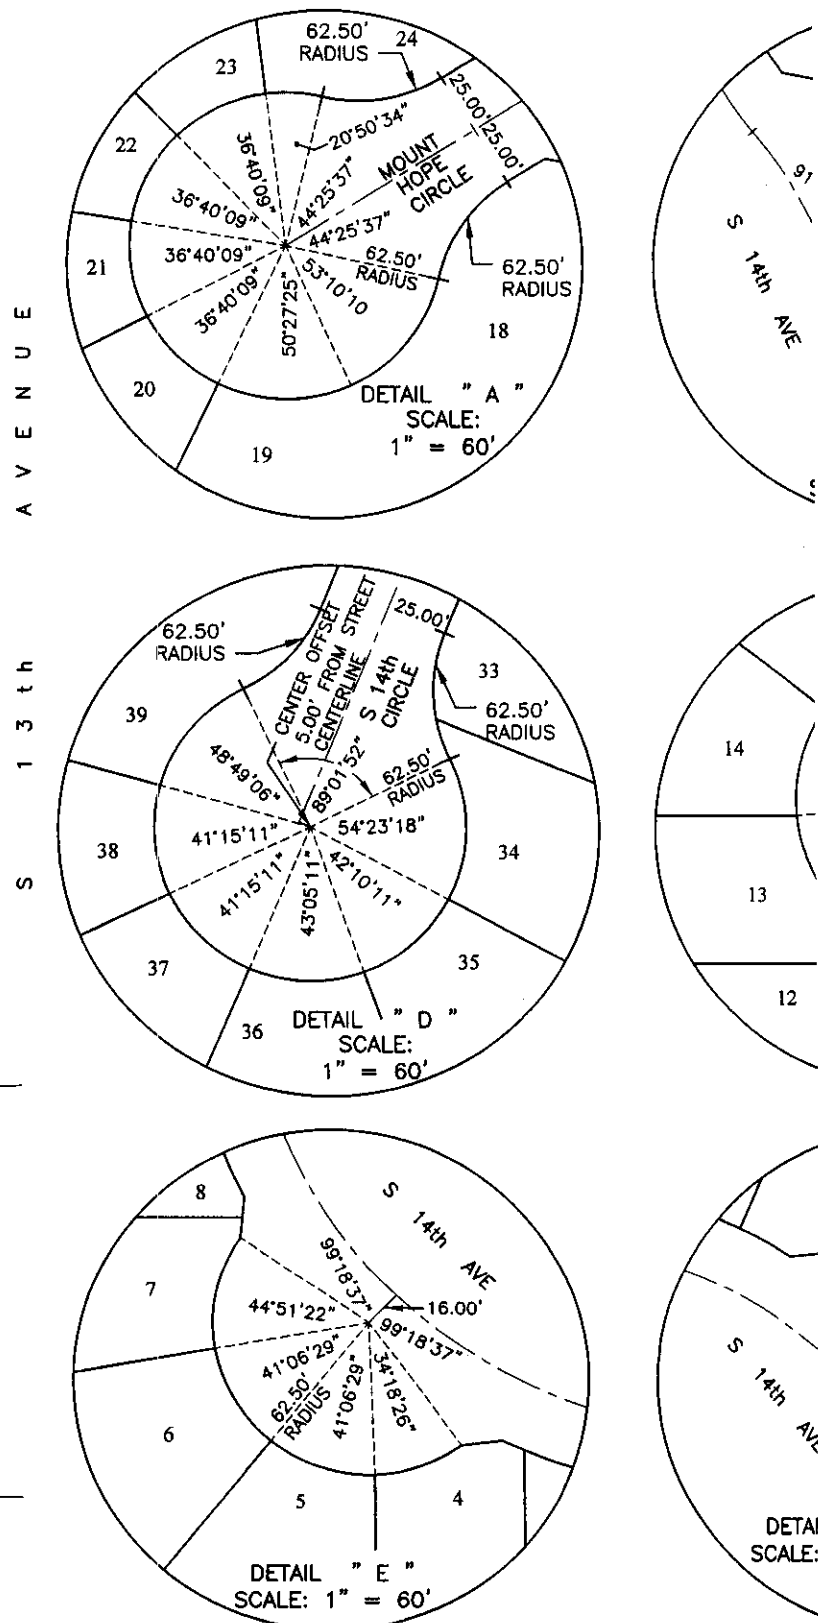 S 13th AVENUE
62.50'
RADIUS
24
23
22
21
20
19
18
25.00'
25.00'
20°50'34"
36°40'09"
36°40'09"
36°40'09"
36°40'09"
44°25'37"
44°25'37"
MOUNT
HOPE
CIRCLE
62.50'
RADIUS
62.50'
RADIUS
53°10'10
50°27'25"
DETAIL "A"
SCALE:
1" = 60'
91
S 14th AVE
S
62.50'
RADIUS
CENTER OFFSET
5.00' FROM STREET
CENTERLINE
25.00'
S 14th
CIRCLE
33
62.50'
RADIUS
39
48°49'06"
89°01'52"
62.50'
RADIUS
41°15'11"
54°23'18"
38
34
41°15'11"
43°05'11"
42°10'11"
37
35
36
DETAIL "D"
SCALE:
1" = 60'
14
13
12
8
S 14th AVE
7
99°18'37"
44°51'22"
16.00'
99°18'37"
41°06'29"
62.50'
RADIUS
41°06'29"
34°18'26"
6
5
4
DETAIL "E"
SCALE: 1" = 60'
S 14th AVE
DETAI
SCALE: